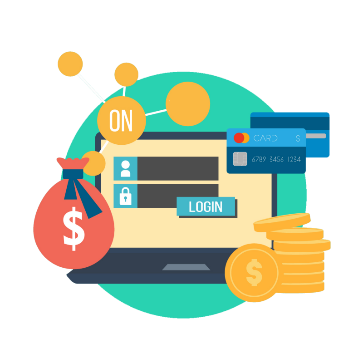 ON
CARD $
6789 3456 1234
LOGIN
$
$